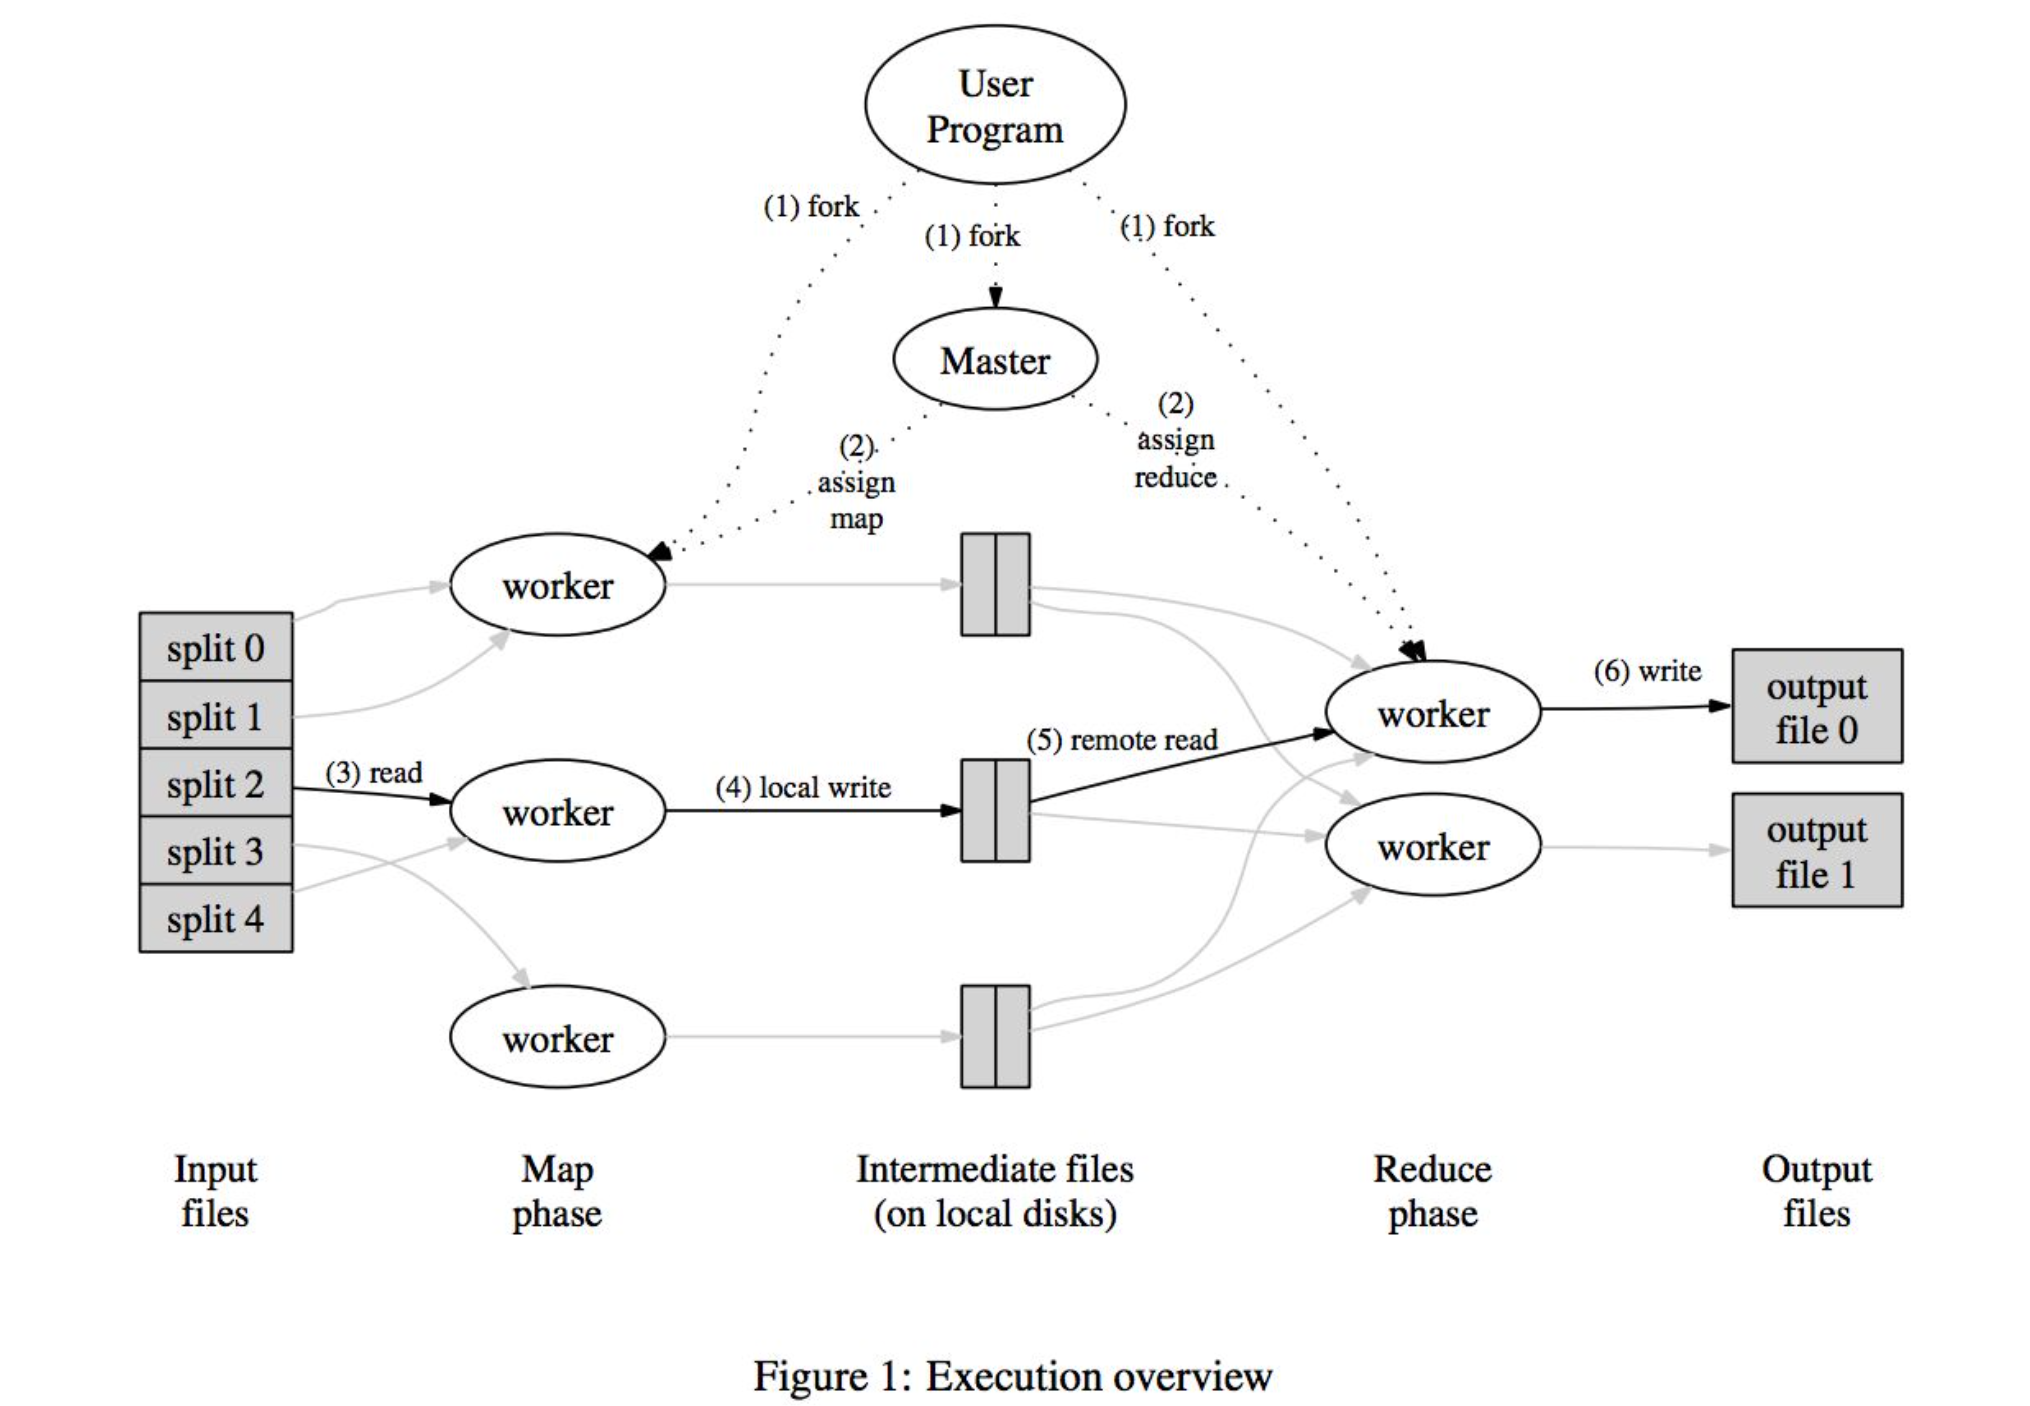 User
Program
(1) fork
(1) fork
(1) fork
Master
(2)
assign
map
(2)
assign
reduce
worker
split 0
split 1
split 2
split 3
split 4
(3) read
worker
(4) local write
worker
(5) remote read
worker
(6) write
output
file 0
worker
output
file 1
Input
files
Map
phase
Intermediate files
(on local disks)
Reduce
phase
Output
files
Figure 1: Execution overview